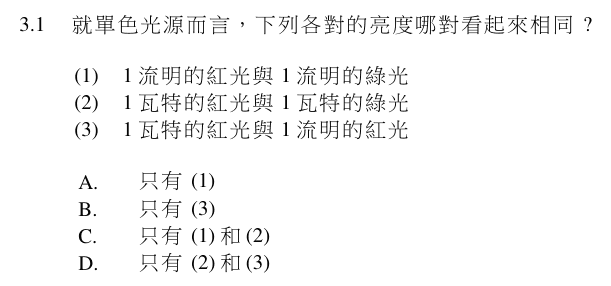 3.1 就單色光源而言，下列各對的亮度哪對看起來相同？
(1) 1 流明的紅光與 1 流明的綠光
(2) 1 瓦特的紅光與 1 瓦特的綠光
(3) 1 瓦特的紅光與 1 流明的紅光
A. 只有 (1)
B. 只有 (3)
C. 只有 (1) 和 (2)
D. 只有 (2) 和 (3)